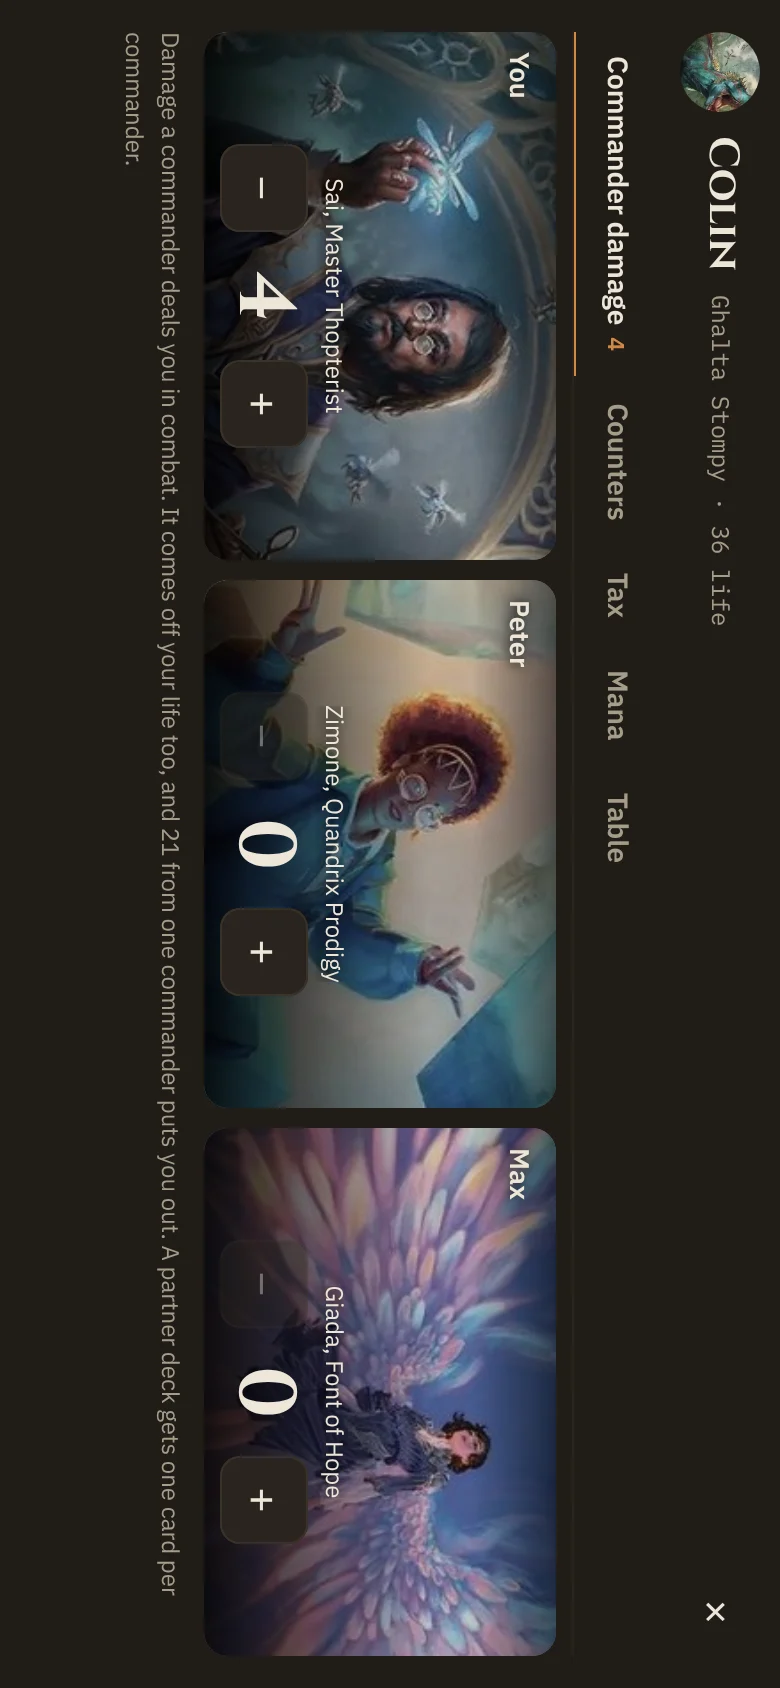 COLIN Ghalta Stompy · 36 life
×
Commander damage 4 Counters Tax Mana Table
You
Sai, Master Thopterist
− 4 +
Peter
Zimone, Quandrix Prodigy
− 0 +
Max
Giada, Font of Hope
− 0 +
Damage a commander deals you in combat. It comes off your life too, and 21 from one commander puts you out. A partner deck gets one card per
commander.